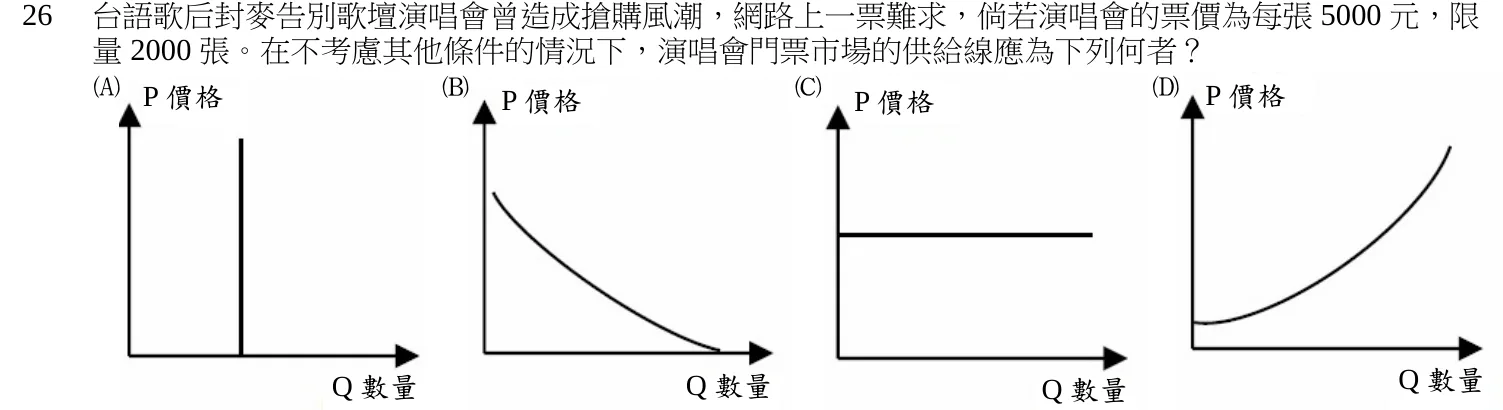 26 台語歌后封麥告別歌壇演唱會曾造成搶購風潮，網路上一票難求，倘若演唱會的票價為每張 5000 元，限
量 2000 張。在不考慮其他條件的情況下，演唱會門票市場的供給線應為下列何者？
(A) (B) (C) (D)
P 價格 P 價格 P 價格 P 價格
Q 數量 Q 數量 Q 數量 Q 數量